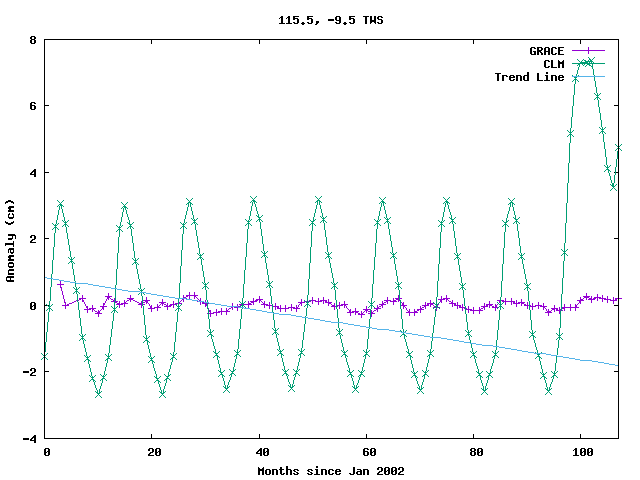 115.5, -9.5 TWS
GRACE
CLM
Trend Line
Anomaly (cm)
8
6
4
2
0
-2
-4
0 20 40 60 80 100
Months since Jan 2002